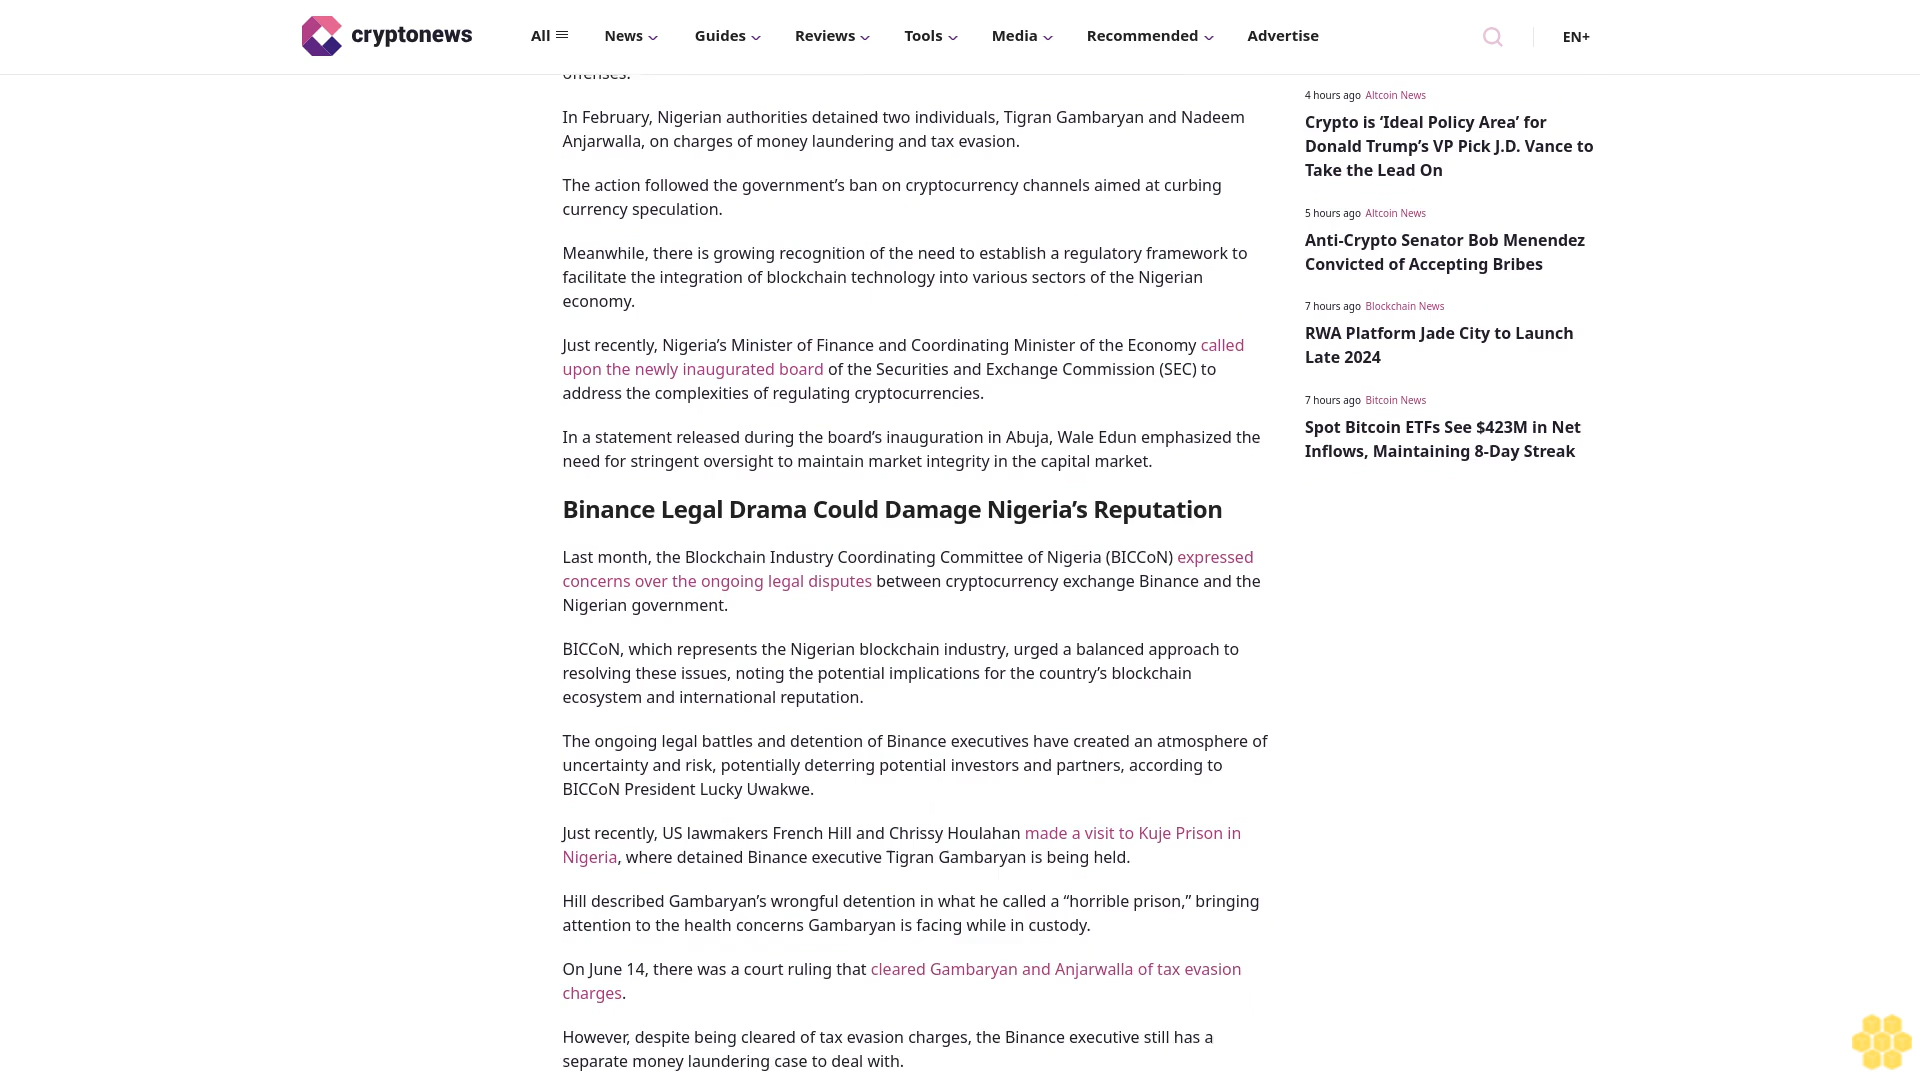 cryptonews
All
News
Guides
Reviews
Tools
Media
Recommended
Advertise
EN+
offenses.
In February, Nigerian authorities detained two individuals, Tigran Gambaryan and Nadeem
Anjarwalla, on charges of money laundering and tax evasion.
The action followed the government’s ban on cryptocurrency channels aimed at curbing
currency speculation.
Meanwhile, there is growing recognition of the need to establish a regulatory framework to
facilitate the integration of blockchain technology into various sectors of the Nigerian
economy.
Just recently, Nigeria’s Minister of Finance and Coordinating Minister of the Economy called
upon the newly inaugurated board of the Securities and Exchange Commission (SEC) to
address the complexities of regulating cryptocurrencies.
In a statement released during the board’s inauguration in Abuja, Wale Edun emphasized the
need for stringent oversight to maintain market integrity in the capital market.
Binance Legal Drama Could Damage Nigeria’s Reputation
Last month, the Blockchain Industry Coordinating Committee of Nigeria (BICCoN) expressed
concerns over the ongoing legal disputes between cryptocurrency exchange Binance and the
Nigerian government.
BICCoN, which represents the Nigerian blockchain industry, urged a balanced approach to
resolving these issues, noting the potential implications for the country’s blockchain
ecosystem and international reputation.
The ongoing legal battles and detention of Binance executives have created an atmosphere of
uncertainty and risk, potentially deterring potential investors and partners, according to
BICCoN President Lucky Uwakwe.
Just recently, US lawmakers French Hill and Chrissy Houlahan made a visit to Kuje Prison in
Nigeria, where detained Binance executive Tigran Gambaryan is being held.
Hill described Gambaryan’s wrongful detention in what he called a “horrible prison,” bringing
attention to the health concerns Gambaryan is facing while in custody.
On June 14, there was a court ruling that cleared Gambaryan and Anjarwalla of tax evasion
charges.
However, despite being cleared of tax evasion charges, the Binance executive still has a
separate money laundering case to deal with.
4 hours ago Altcoin News
Crypto is ‘Ideal Policy Area’ for
Donald Trump’s VP Pick J.D. Vance to
Take the Lead On
5 hours ago Altcoin News
Anti-Crypto Senator Bob Menendez
Convicted of Accepting Bribes
7 hours ago Blockchain News
RWA Platform Jade City to Launch
Late 2024
7 hours ago Bitcoin News
Spot Bitcoin ETFs See $423M in Net
Inflows, Maintaining 8-Day Streak